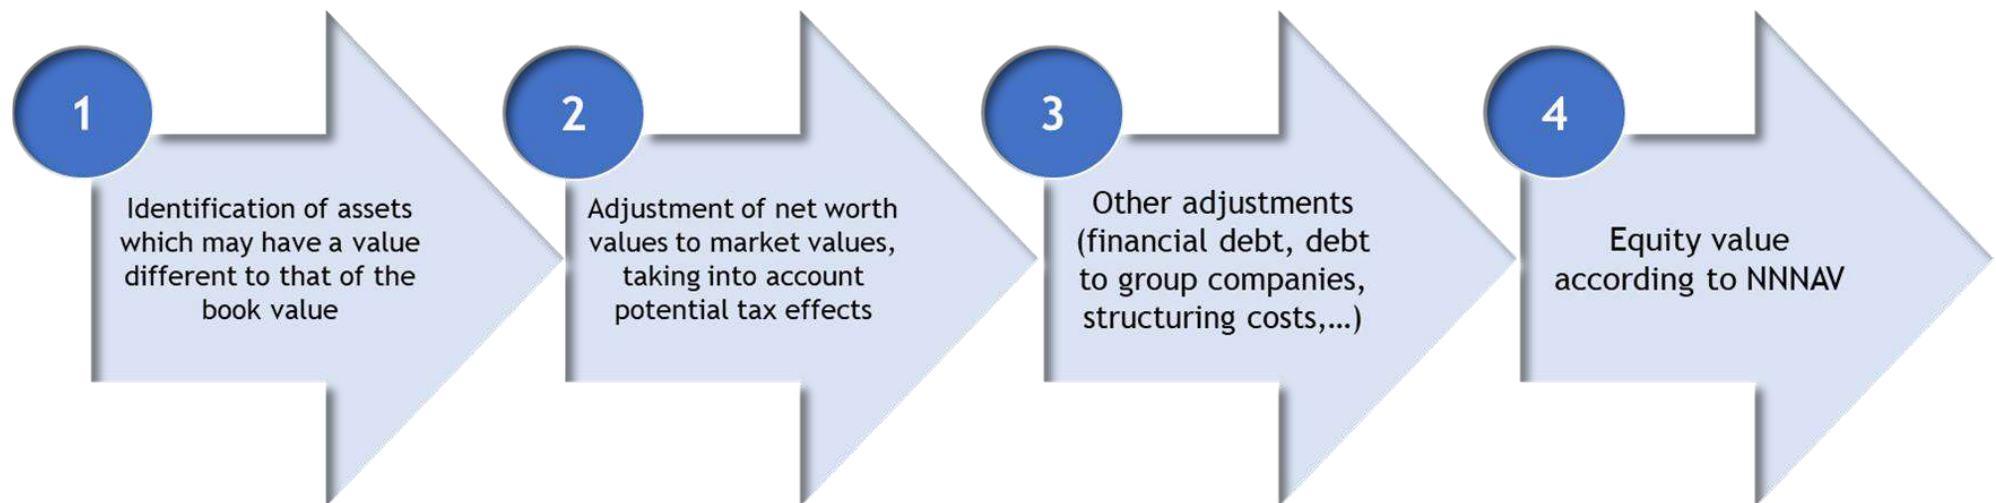 1
Identification of assets
which may have a value
different to that of the
book value
2
Adjustment of net worth
values to market values,
taking into account
potential tax effects
3
Other adjustments
(financial debt, debt
to group companies,
structuring costs,...)
4
Equity value
according to NNNAV